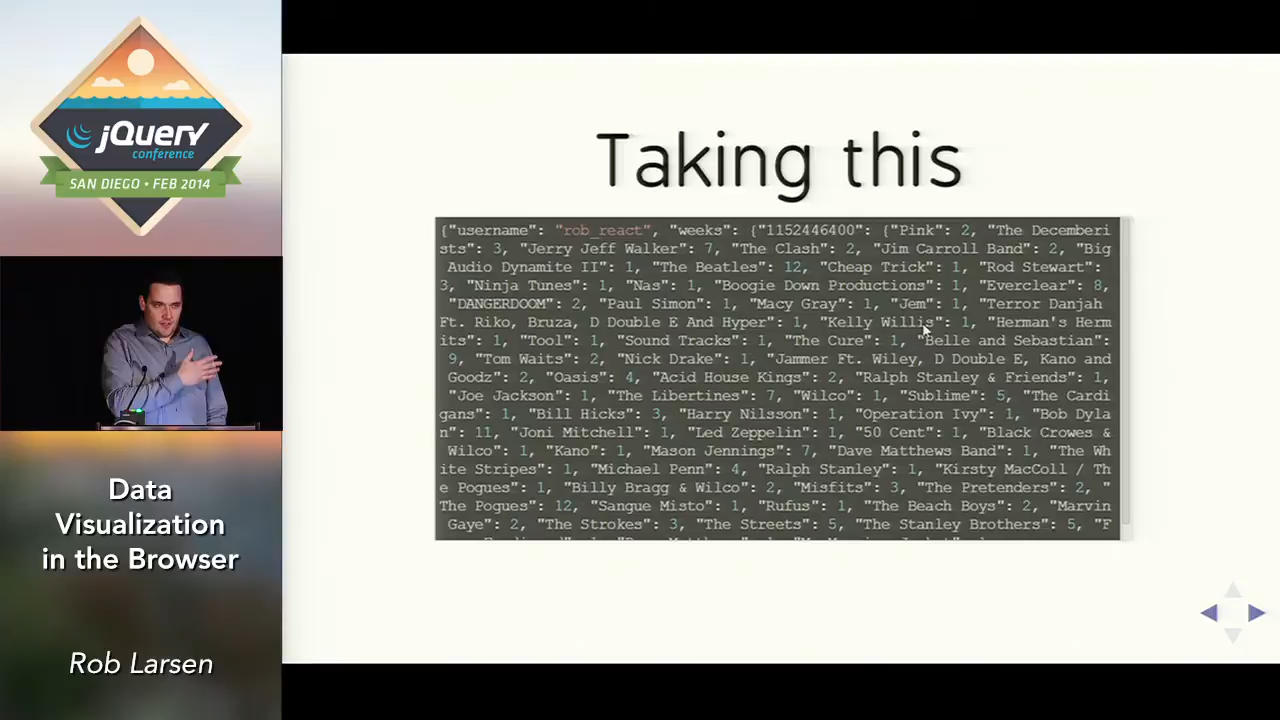 jQuery
conference
SAN DIEGO • FEB 2014
Data
Visualization
in the Browser
Rob Larsen
Taking this
{"username": "rob_react", "weeks": {"1152446400": {"Pink": 2, "The Decemberi
sts": 3, "Jerry Jeff Walker": 7, "The Clash": 2, "Jim Carroll Band": 2, "Big
Audio Dynamite II": 1, "The Beatles": 12, "Cheap Trick": 1, "Rod Stewart":
3, "Ninja Tunes": 1, "Nas": 1, "Boogie Down Productions": 1, "Everclear": 8,
"DANGERDOOM": 2, "Paul Simon": 1, "Macy Gray": 1, "Jem": 1, "Terror Danjah
Ft. Riko, Bruza, D Double E And Hyper": 1, "Kelly Willis": 1, "Herman's Herm
its": 1, "Tool": 1, "Sound Tracks": 1, "The Cure": 1, "Belle and Sebastian":
9, "Tom Waits": 2, "Nick Drake": 1, "Jammer Ft. Wiley, D Double E, Kano and
Goodz": 2, "Oasis": 4, "Acid House Kings": 2, "Ralph Stanley & Friends": 1,
"Joe Jackson": 1, "The Libertines": 7, "Wilco": 1, "Sublime": 5, "The Cardi
gans": 1, "Bill Hicks": 3, "Harry Nilsson": 1, "Operation Ivy": 1, "Bob Dyla
n": 11, "Joni Mitchell": 1, "Led Zeppelin": 1, "50 Cent": 1, "Black Crowes &
Wilco": 1, "Kano": 1, "Mason Jennings": 7, "Dave Matthews Band": 1, "The Wh
ite Stripes": 1, "Michael Penn": 4, "Ralph Stanley": 1, "Kirsty MacColl / Th
e Pogues": 1, "Billy Bragg & Wilco": 2, "Misfits": 3, "The Pretenders": 2, "
The Pogues": 12, "Sangue Misto": 1, "Rufus": 1, "The Beach Boys": 2, "Marvin
Gaye": 2, "The Strokes": 3, "The Streets": 5, "The Stanley Brothers": 5, "F